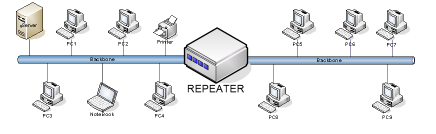 Server
PC1
PC2
Printer
PC5
PC6
PC7
Backbone
Backbone
REPEATER
PC3
NoteBook
PC4
PC8
PC9